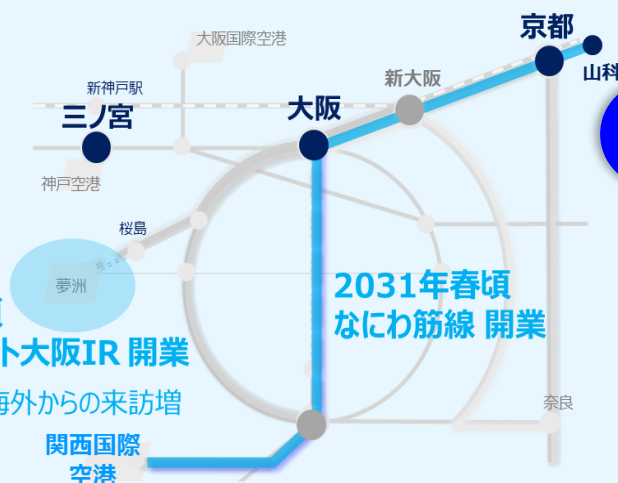 京都
大阪国際空港
山科
新大阪
新神戸駅
大阪
三ノ宮
神戸空港
桜島
夢洲
2031年春頃
なにわ筋線 開業
ト大阪IR 開業
海外からの来訪増
奈良
関西国際
空港